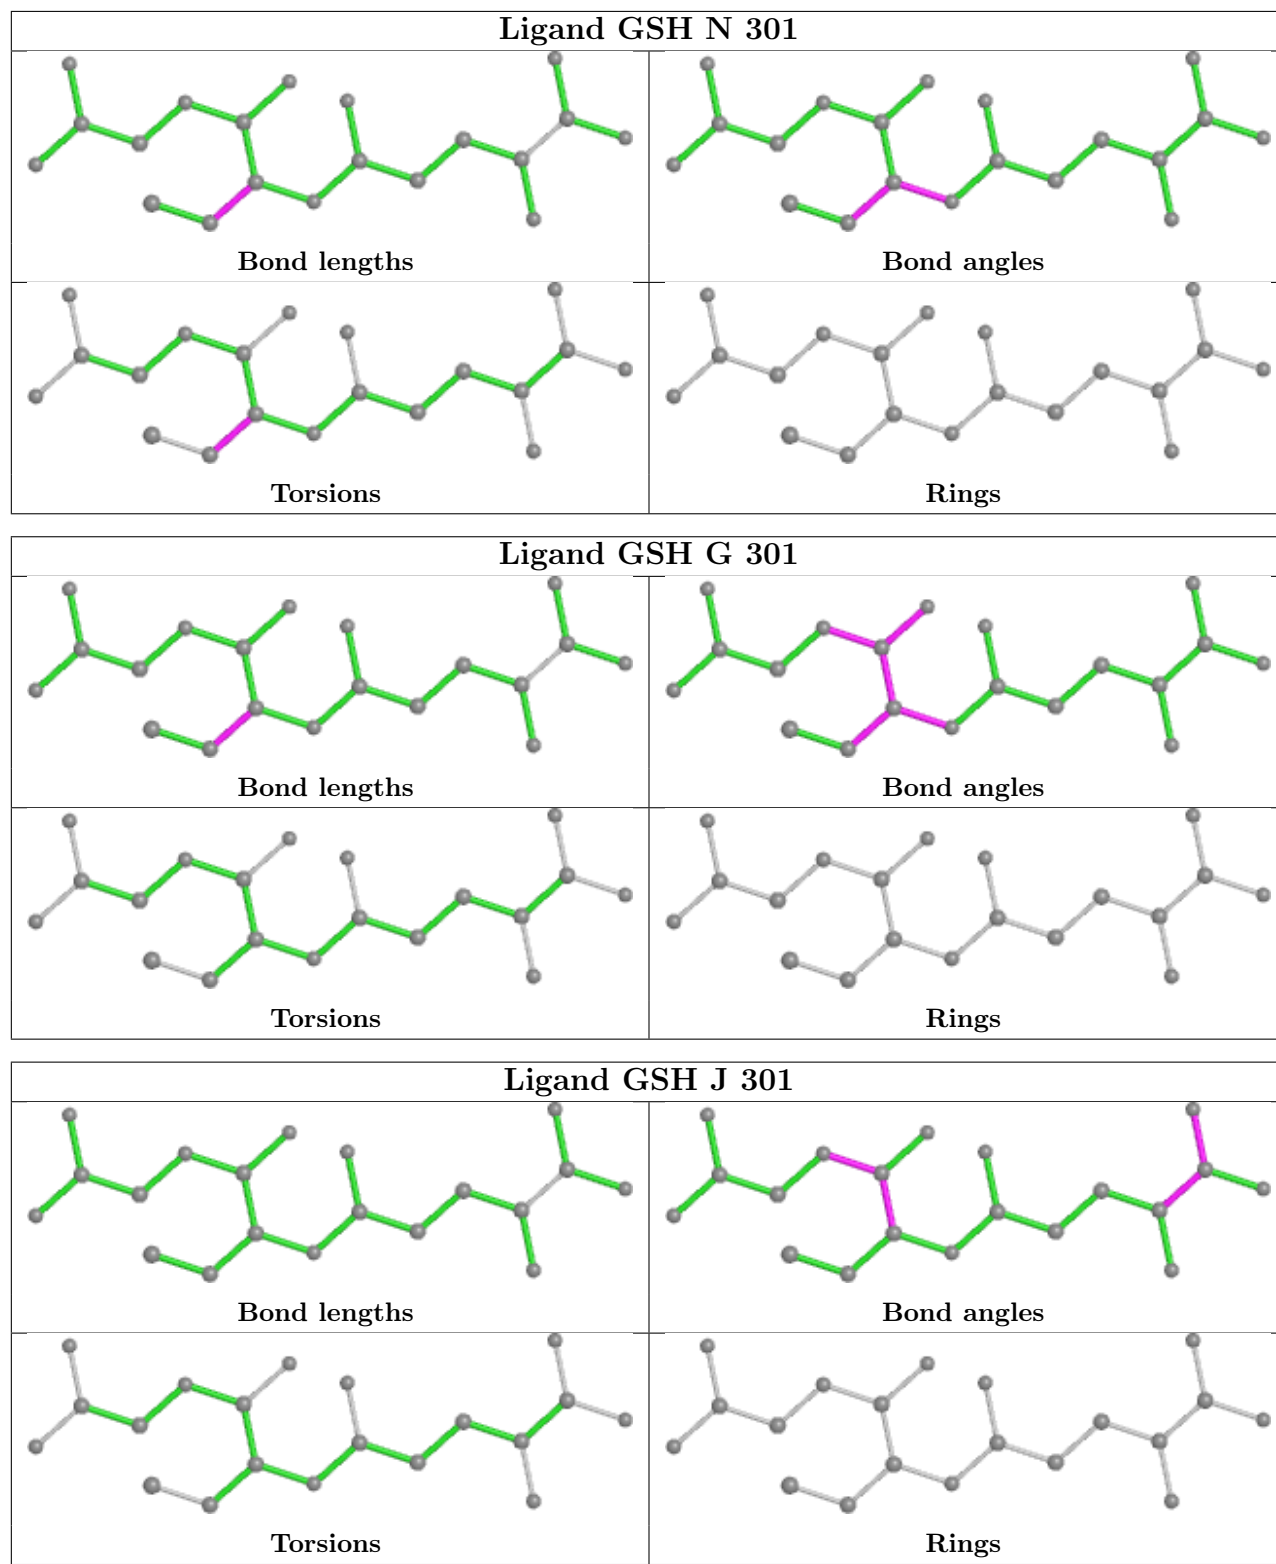 Ligand GSH N 301
Bond lengths
Bond angles
Torsions
Rings
Ligand GSH G 301
Bond lengths
Bond angles
Torsions
Rings
Ligand GSH J 301
Bond lengths
Bond angles
Torsions
Rings